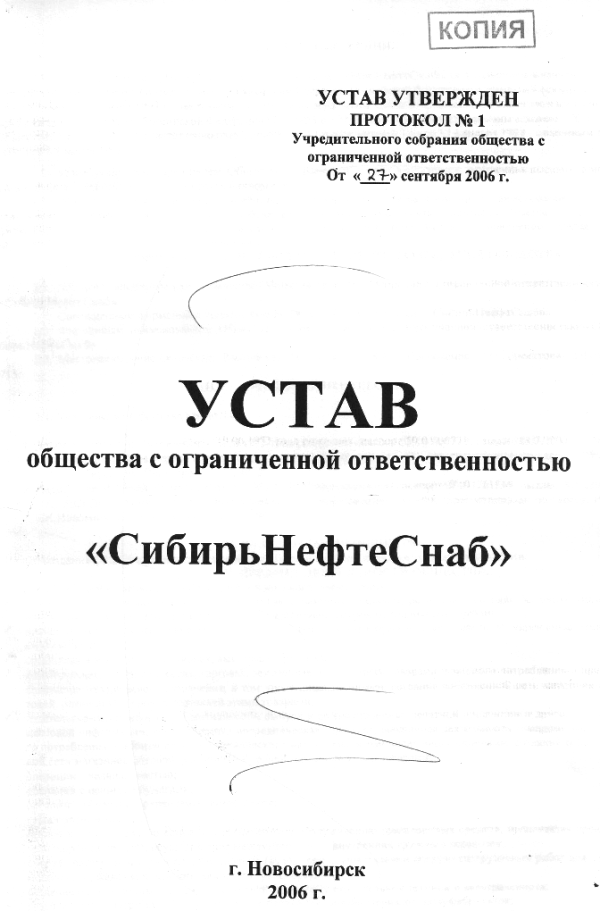 КОПИЯ
УСТАВ УТВЕРЖДЕН
ПРОТОКОЛ № 1
Учредительного собрания общества с
ограниченной ответственностью
От «27» сентября 2006 г.
УСТАВ
общества с ограниченной ответственностью
«СибирьНефтеСнаб»
г. Новосибирск
2006 г.